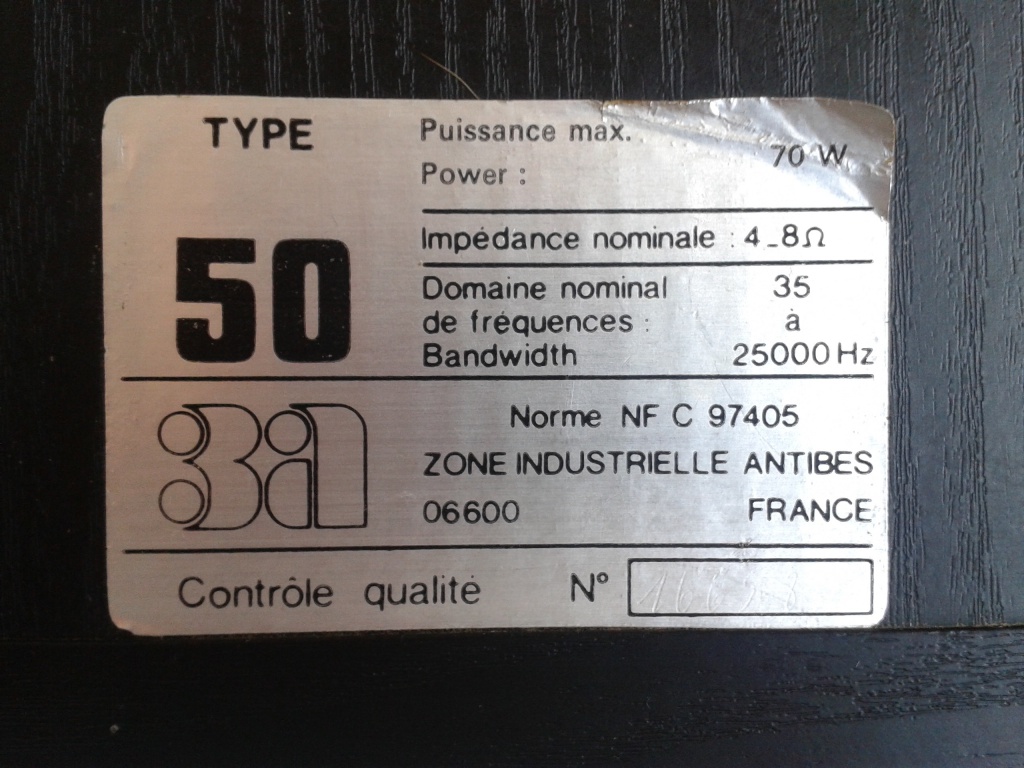 TYPE
50
Puissance max.
Power :
70 W
Impédance nominale : 4_8Ω
Domaine nominal
de fréquences :
Bandwidth
35
à
25000 Hz
3a
Norme NF C 97405
ZONE INDUSTRIELLE ANTIBES
06600 FRANCE
Contrôle qualité N°